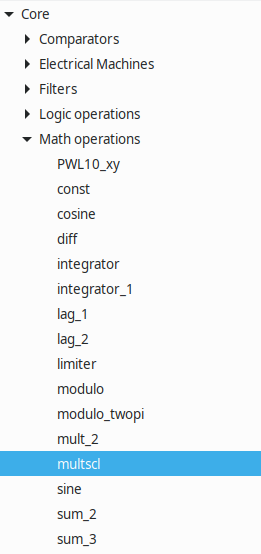 Core
Comparators
Electrical Machines
Filters
Logic operations
Math operations
PWL10_xy
const
cosine
diff
integrator
integrator_1
lag_1
lag_2
limiter
modulo
modulo_twopi
mult_2
multscl
sine
sum_2
sum_3